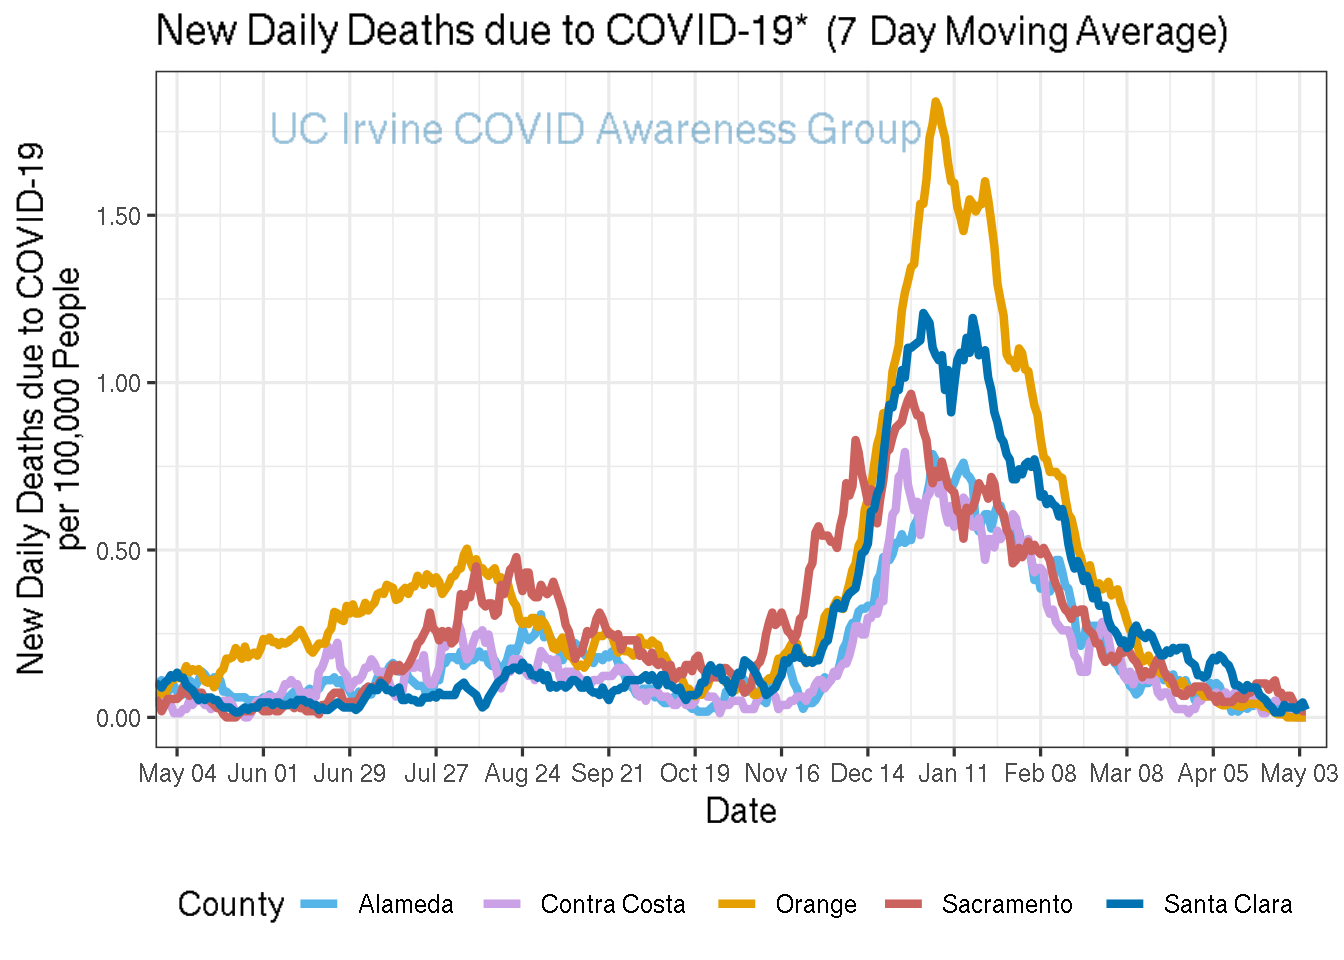 New Daily Deaths due to COVID-19* (7 Day Moving Average)
UC Irvine COVID Awareness Group
New Daily Deaths due to COVID-19
per 100,000 People
1.50
1.00
0.50
0.00
May 04 Jun 01 Jun 29 Jul 27 Aug 24 Sep 21 Oct 19 Nov 16 Dec 14 Jan 11 Feb 08 Mar 08 Apr 05 May 03
Date
County Alameda Contra Costa Orange Sacramento Santa Clara